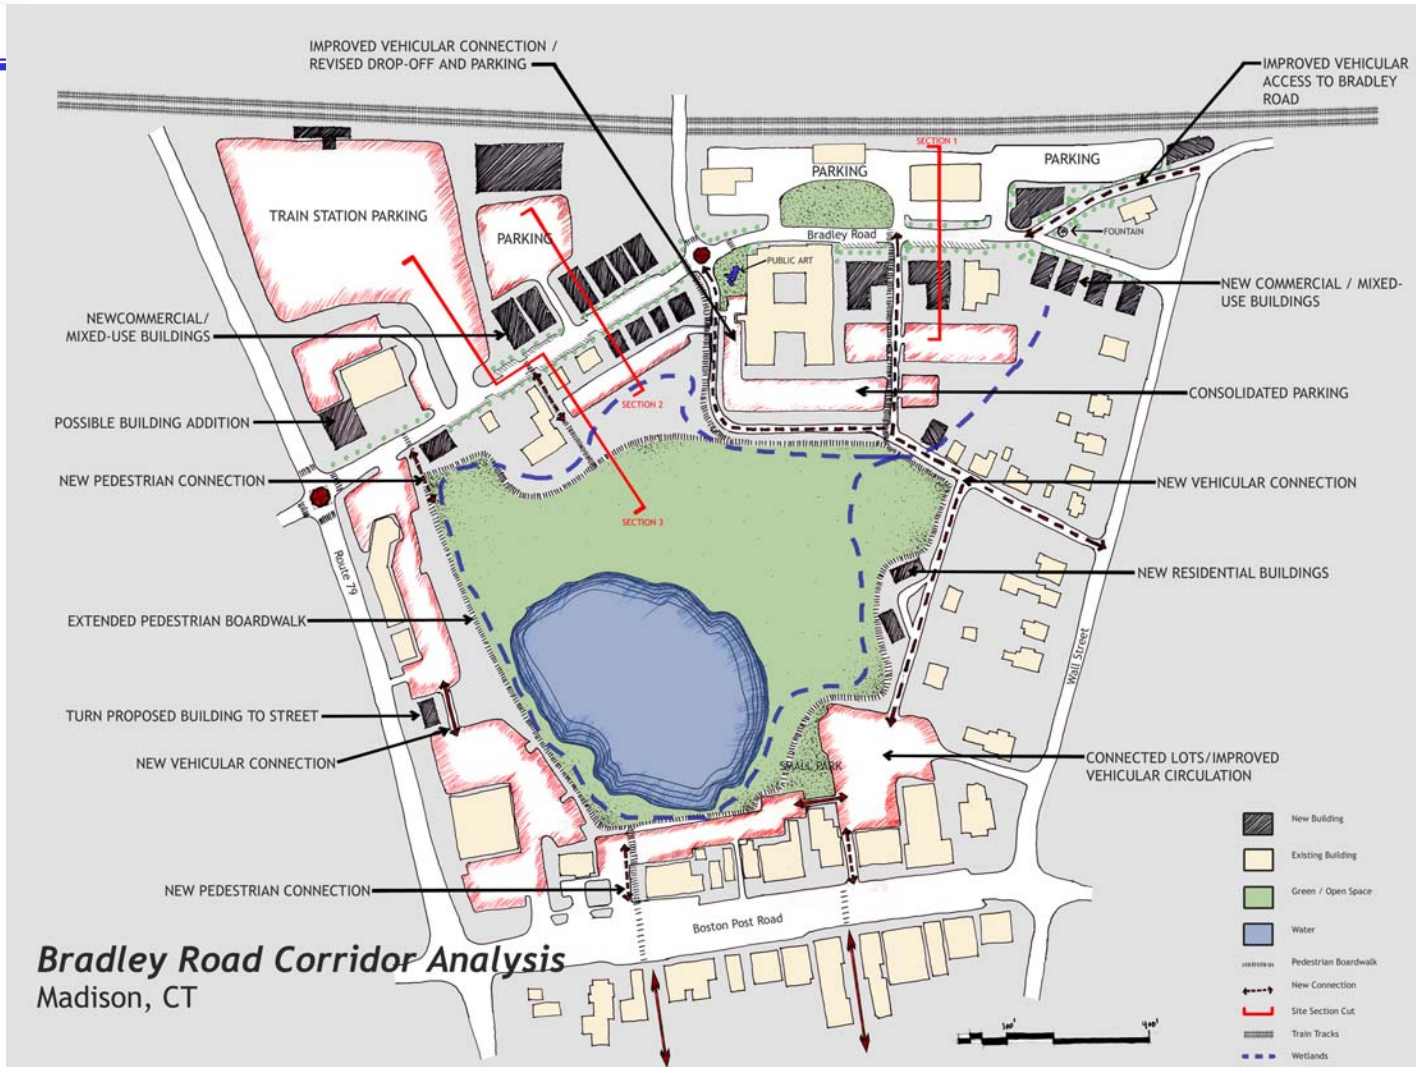 IMPROVED VEHICULAR CONNECTION /
REVISED DROP-OFF AND PARKING
IMPROVED VEHICULAR
ACCESS TO BRADLEY
ROAD
SECTION 1
PARKING
PARKING
TRAIN STATION PARKING
PARKING
Bradley Road
FOUNTAIN
PUBLIC ART
NEW COMMERCIAL / MIXED-
USE BUILDINGS
NEWCOMMERCIAL/
MIXED-USE BUILDINGS
CONSOLIDATED PARKING
SECTION 2
POSSIBLE BUILDING ADDITION
NEW PEDESTRIAN CONNECTION
NEW VEHICULAR CONNECTION
SECTION 3
Route 79
NEW RESIDENTIAL BUILDINGS
EXTENDED PEDESTRIAN BOARDWALK
Wall Street
TURN PROPOSED BUILDING TO STREET
NEW VEHICULAR CONNECTION
SMALL PARK
CONNECTED LOTS/IMPROVED
VEHICULAR CIRCULATION
NEW PEDESTRIAN CONNECTION
Boston Post Road
New Building
Existing Building
Green / Open Space
Water
Pedestrian Boardwalk
New Connection
Site Section Cut
Train Tracks
Wetlands
Bradley Road Corridor Analysis
Madison, CT
100'
400'